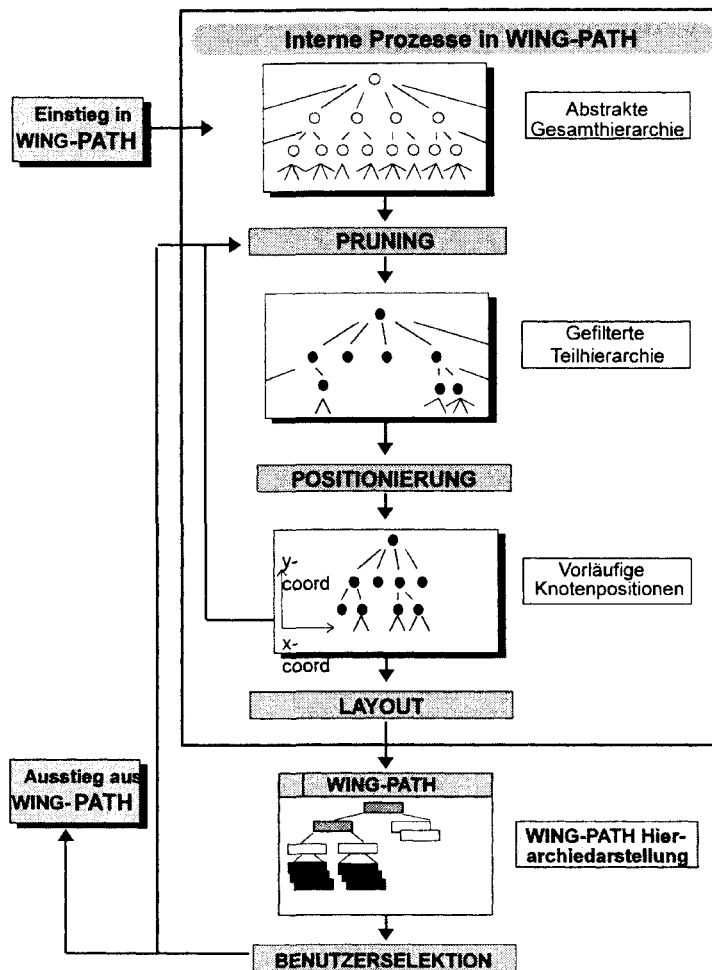 Interne Prozesse in WING-PATH
Einstieg in
WING-PATH
Abstrakte
Gesamthierarchie
PRUNING
Gefilterte
Teilhierarchie
POSITIONIERUNG
y-
coord
x-
coord
Vorläufige
Knotenpositionen
LAYOUT
Ausstieg aus
WING-PATH
WING-PATH
WING-PATH Hier-
archiedarstellung
BENUTZERSELEKTION